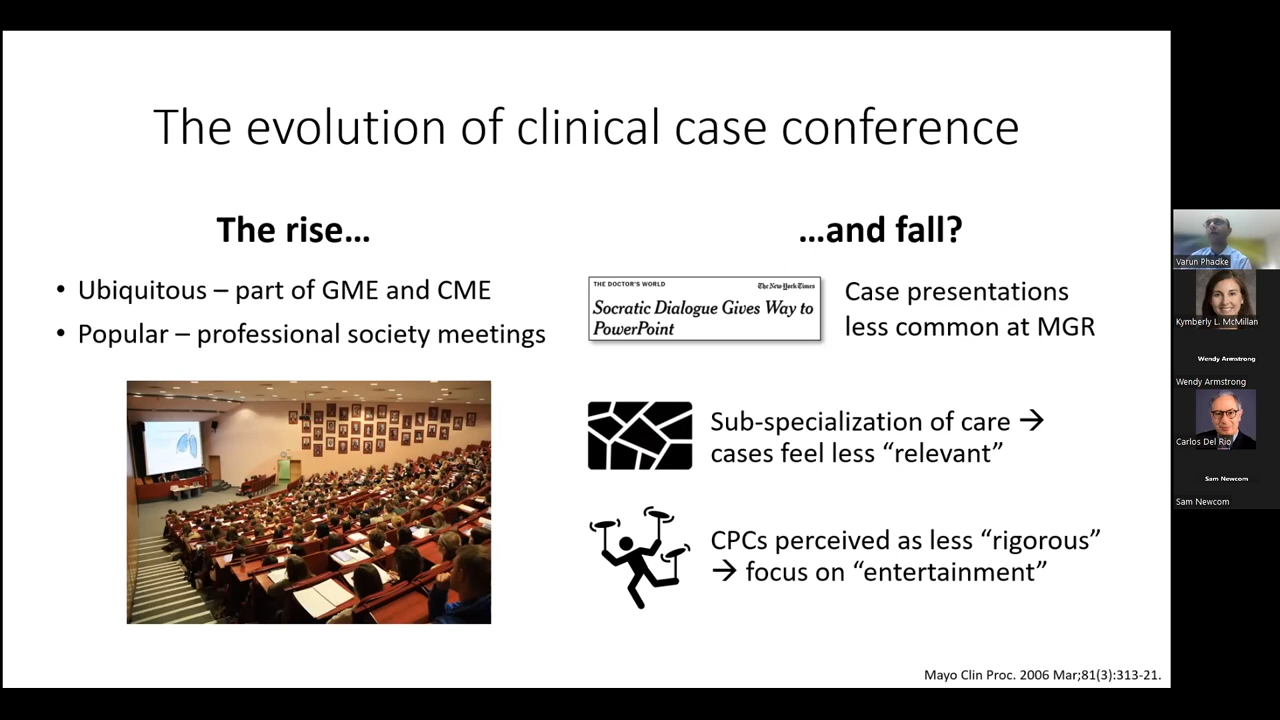 The evolution of clinical case conference
The rise…
• Ubiquitous – part of GME and CME
• Popular – professional society meetings
…and fall?
THE DOCTOR'S WORLD
The New York Times
Socratic Dialogue Gives Way to
PowerPoint
Case presentations
less common at MGR
Sub-specialization of care →
cases feel less “relevant”
CPCs perceived as less “rigorous”
→ focus on “entertainment”
Mayo Clin Proc. 2006 Mar;81(3):313-21.
Varun Phadke
Kymberly L. McMillan
Wendy Armstrong
Wendy Armstrong
Carlos Del Rio
Sam Newcom
Sam Newcom